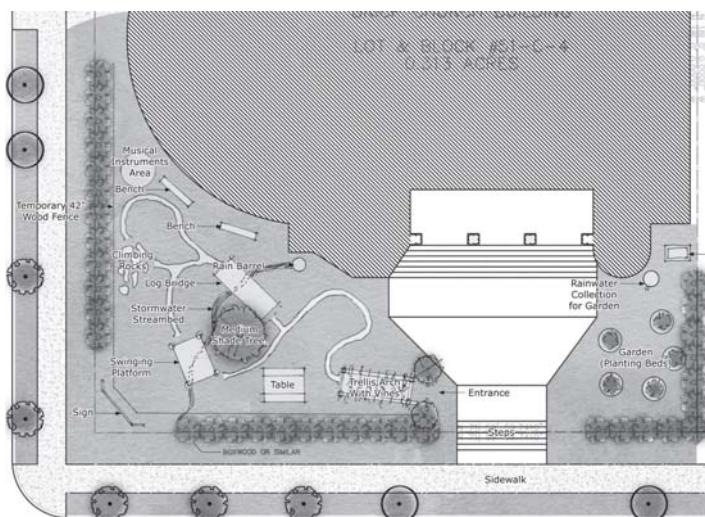 LOT & BLOCK #51-C-4
0.313 ACRES
Musical
Instruments
Area
Bench
Temporary 42"
Wood Fence
Bench
Climbing
Rocks
Rain Barrel
Log Bridge
Stormwater
Streambed
Medium
Shade Tree
Swinging
Platform
Sign
Table
Trellis Arch
With Vines
Entrance
Rainwater
Collection
for Garden
Garden
(Planting Beds)
Steps
BOXWOOD OR SIMILAR
Sidewalk